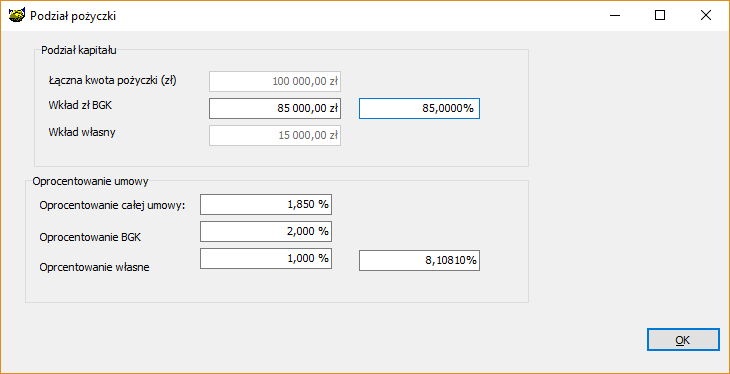 Podział pożyczki
Podział kapitału
Łączna kwota pożyczki (zł) 100 000,00 zł
Wkład zł BGK 85 000,00 zł 85,0000%
Wkład własny 15 000,00 zł
Oprocentowanie umowy
Oprocentowanie całej umowy: 1,850 %
Oprocentowanie BGK 2,000 %
Oprcentowanie własne 1,000 % 8,10810%
OK